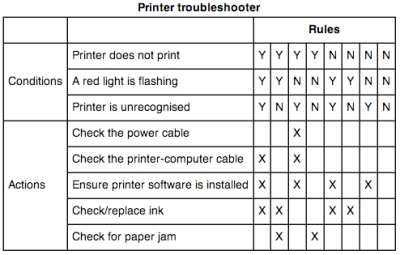 Printer troubleshooter
Rules
Conditions
Printer does not print Y Y Y Y N N N N
A red light is flashing Y Y N N Y Y N N
Printer is unrecognised Y N Y N Y N Y N
Actions
Check the power cable X
Check the printer-computer cable X X
Ensure printer software is installed X X X X
Check/replace ink X X X X
Check for paper jam X X